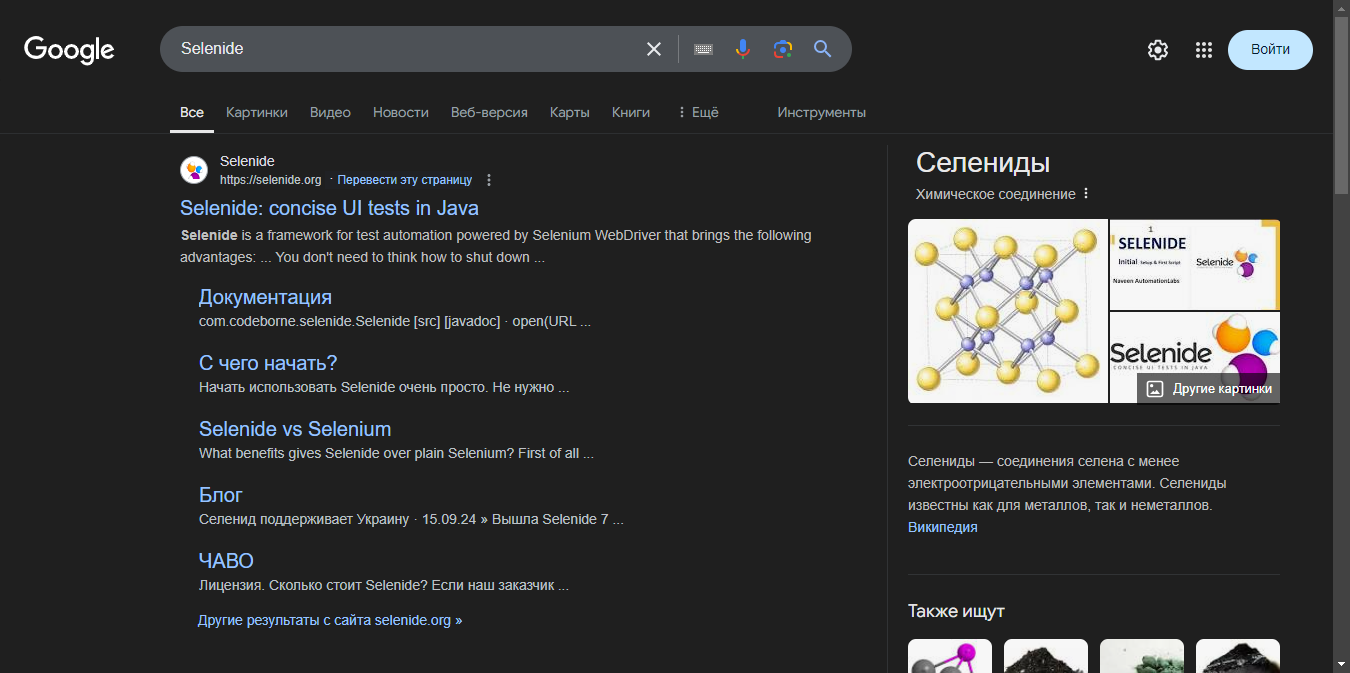 Google
Selenide
Войти
Все Картинки Видео Новости Веб-версия Карты Книги Ещё Инструменты
Selenide
https://selenide.org · Перевести эту страницу
Selenide: concise UI tests in Java
Selenide is a framework for test automation powered by Selenium WebDriver that brings the following
advantages: ... You don't need to think how to shut down ...
Документация
com.codeborne.selenide.Selenide [src] [javadoc] · open(URL ...
С чего начать?
Начать использовать Selenide очень просто. Не нужно ...
Selenide vs Selenium
What benefits gives Selenide over plain Selenium? First of all ...
Блог
Селенид поддерживает Украину · 15.09.24 » Вышла Selenide 7 ...
ЧАВО
Лицензия. Сколько стоит Selenide? Если наш заказчик ...
Другие результаты с сайта selenide.org »
Селениды
Химическое соединение
1
SELENIDE
Initial Setup & First Script
Naveen AutomationLabs
Selenide
Selenide
CONCISE UI TESTS IN JAVA
Другие картинки
Селениды — соединения селена с менее
электроотрицательными элементами. Селениды
известны как для металлов, так и неметаллов.
Википедия
Также ищут